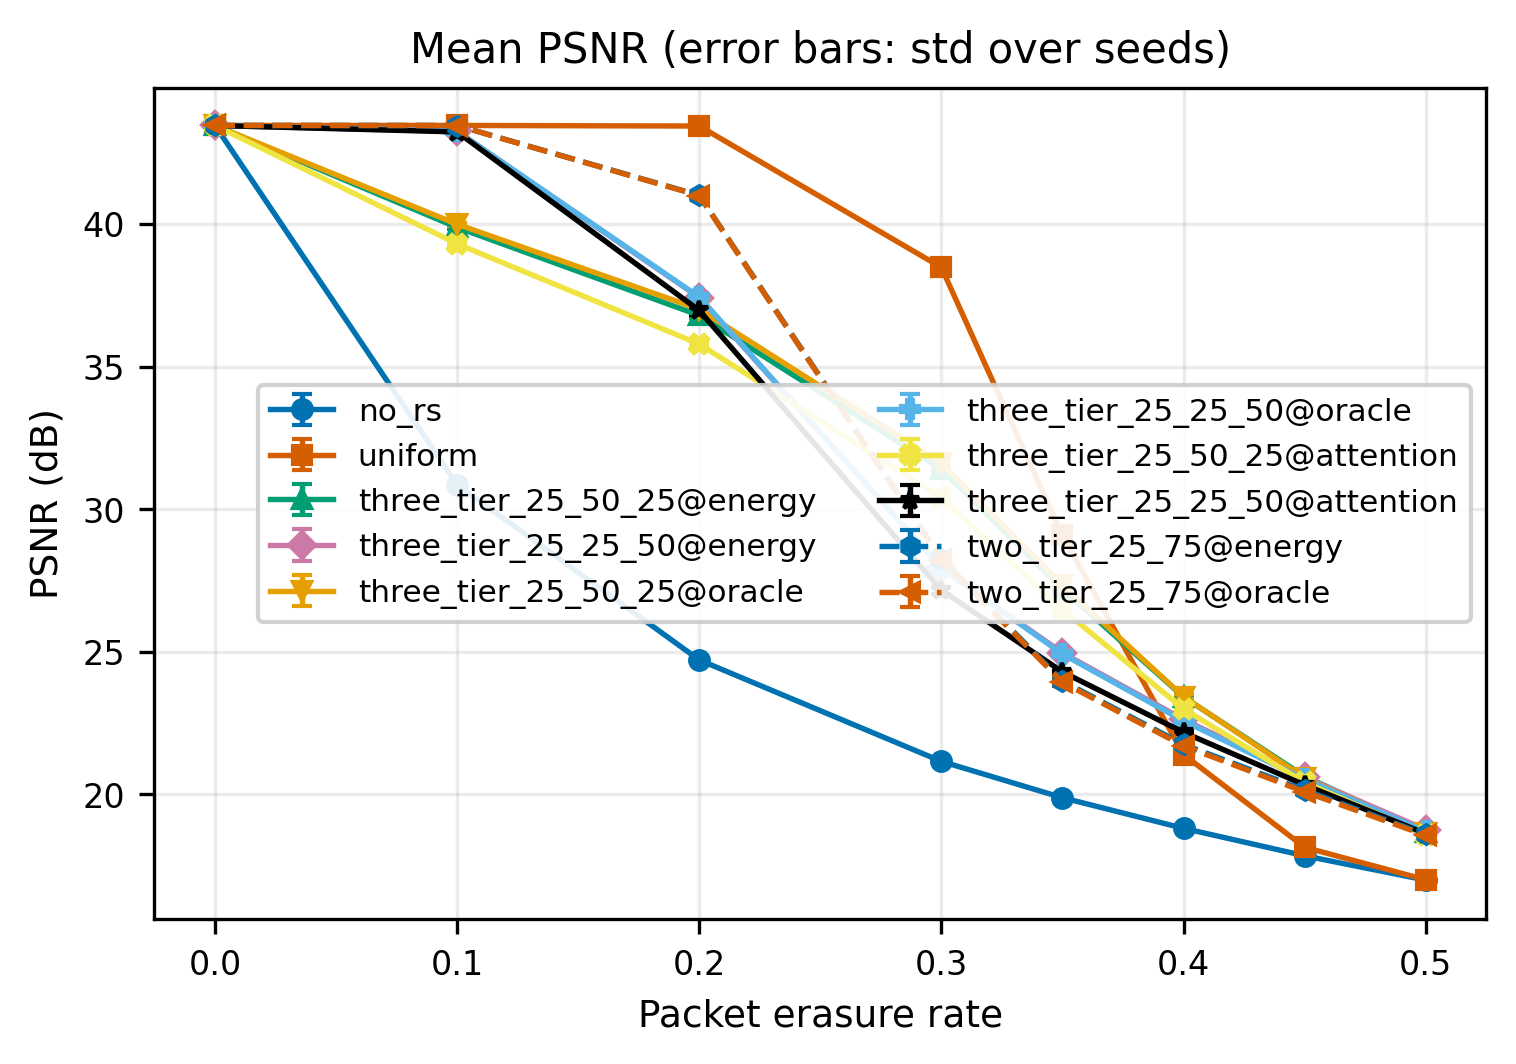 Mean PSNR (error bars: std over seeds)
PSNR (dB)
40
35
30
25
20
no_rs
uniform
three_tier_25_50_25@energy
three_tier_25_25_50@energy
three_tier_25_50_25@oracle
three_tier_25_25_50@oracle
three_tier_25_50_25@attention
three_tier_25_25_50@attention
two_tier_25_75@energy
two_tier_25_75@oracle
0.0 0.1 0.2 0.3 0.4 0.5
Packet erasure rate